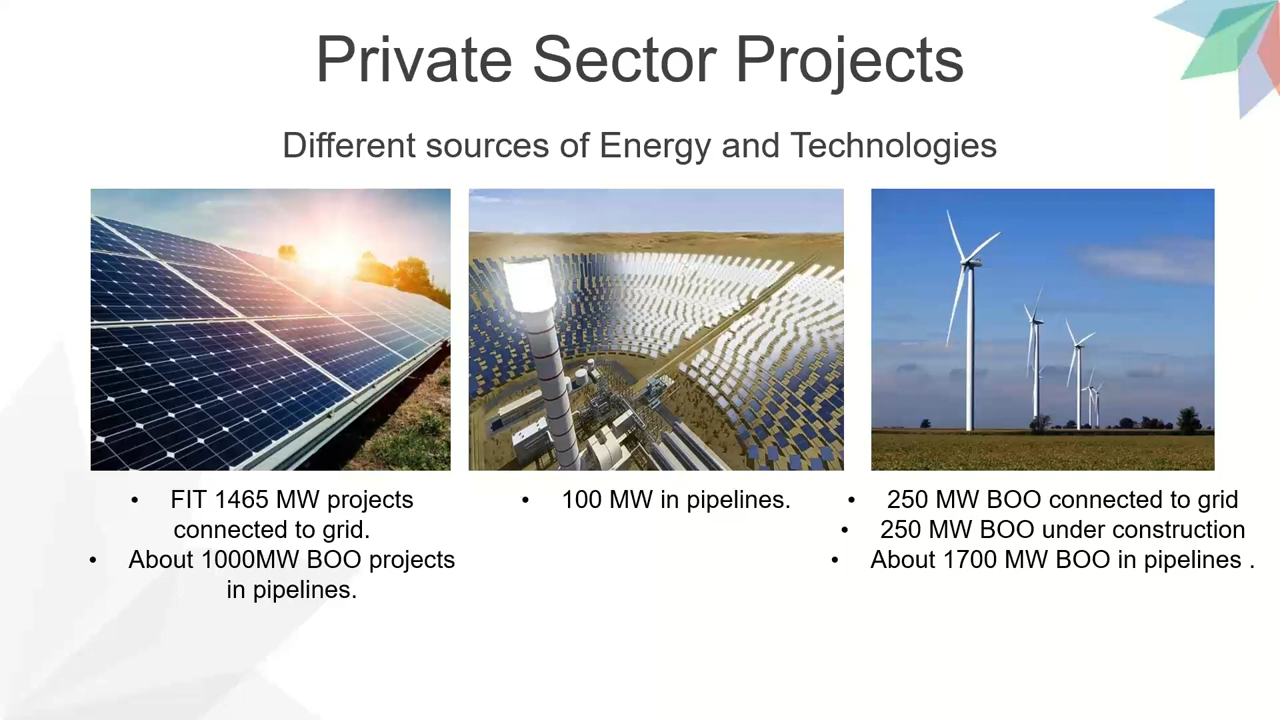 Private Sector Projects
Different sources of Energy and Technologies
• FIT 1465 MW projects
connected to grid.
• About 1000MW BOO projects
in pipelines.
• 100 MW in pipelines.
• 250 MW BOO connected to grid
• 250 MW BOO under construction
• About 1700 MW BOO in pipelines .